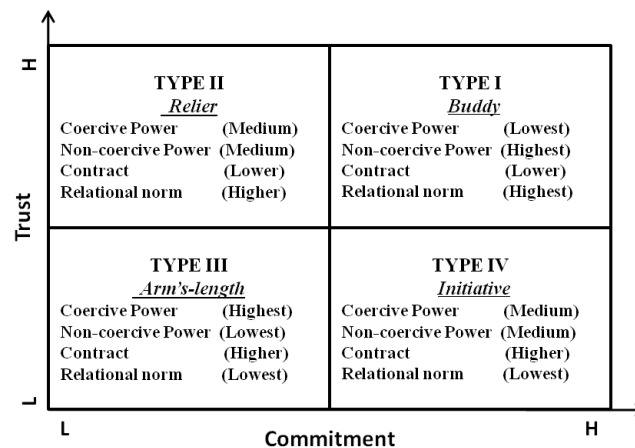 H
TYPE II
Relier
Coercive Power (Medium)
Non-coercive Power (Medium)
Contract (Lower)
Relational norm (Higher)
TYPE I
Buddy
Coercive Power (Lowest)
Non-coercive Power (Highest)
Contract (Lower)
Relational norm (Highest)
Trust
TYPE III
Arm's-length
Coercive Power (Highest)
Non-coercive Power (Lowest)
Contract (Higher)
Relational norm (Lowest)
TYPE IV
Initiative
Coercive Power (Medium)
Non-coercive Power (Medium)
Contract (Higher)
Relational norm (Lowest)
L
L
H
Commitment